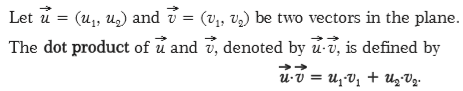 Let u⃗ = (u₁, u₂) and v⃗ = (v₁, v₂) be two vectors in the plane.
The dot product of u⃗ and v⃗, denoted by u⃗·v⃗, is defined by
u⃗·v⃗ = u₁·v₁ + u₂·v₂.